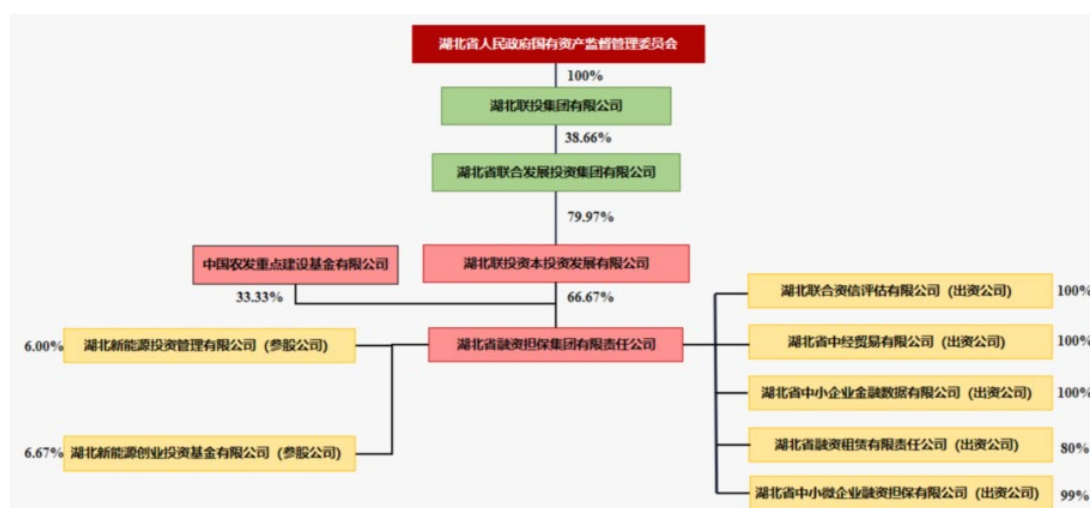 湖北省人民政府国有资产监督管理委员会
100%
湖北联投集团有限公司
38.66%
湖北省联合发展投资集团有限公司
79.97%
中国农发重点建设基金有限公司
湖北联投资本投资发展有限公司
33.33%
66.67%
湖北联合资信评估有限公司（出资公司） 100%
6.00% 湖北新能源投资管理有限公司（参股公司）
湖北省融资担保集团有限责任公司
湖北省中经贸易有限公司（出资公司） 100%
湖北省中小企业金融数据有限公司（出资公司） 100%
6.67% 湖北新能源创业投资基金有限公司（参股公司）
湖北省融资租赁有限责任公司（出资公司） 80%
湖北省中小微企业融资担保有限公司（出资公司） 99%